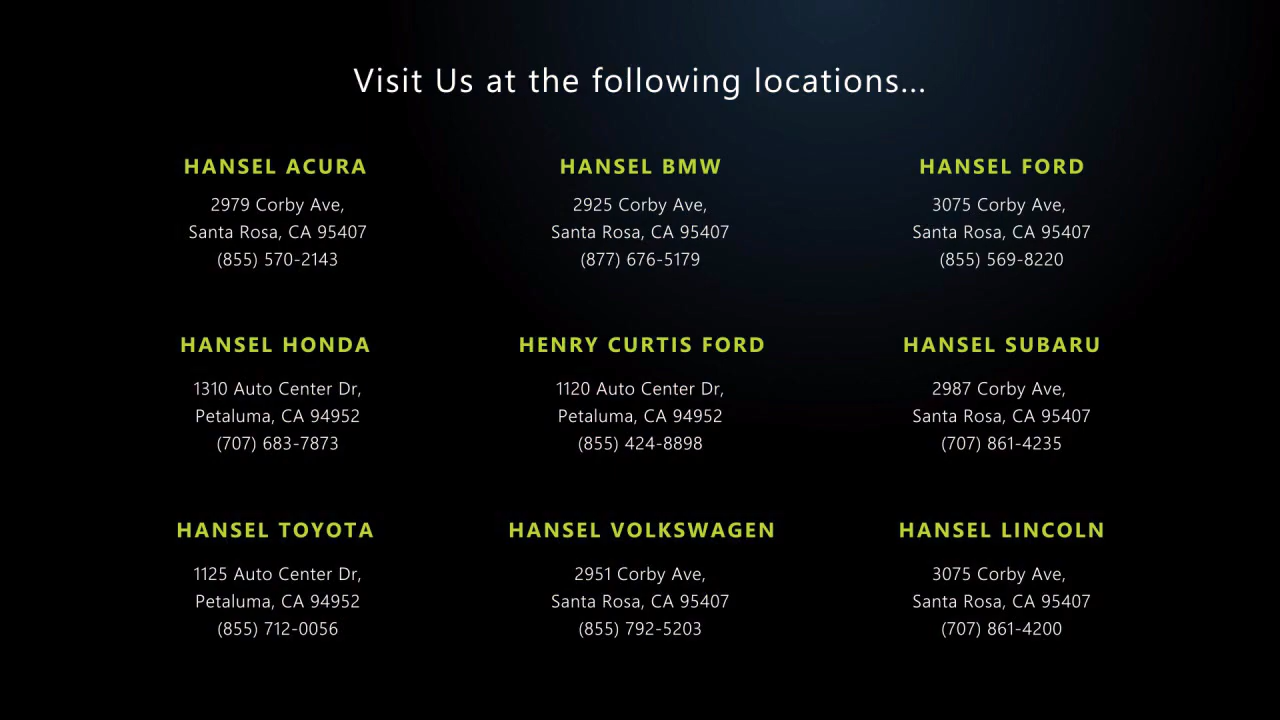 Visit Us at the following locations...
HANSEL ACURA
2979 Corby Ave,
Santa Rosa, CA 95407
(855) 570-2143
HANSEL BMW
2925 Corby Ave,
Santa Rosa, CA 95407
(877) 676-5179
HANSEL FORD
3075 Corby Ave,
Santa Rosa, CA 95407
(855) 569-8220
HANSEL HONDA
1310 Auto Center Dr,
Petaluma, CA 94952
(707) 683-7873
HENRY CURTIS FORD
1120 Auto Center Dr,
Petaluma, CA 94952
(855) 424-8898
HANSEL SUBARU
2987 Corby Ave,
Santa Rosa, CA 95407
(707) 861-4235
HANSEL TOYOTA
1125 Auto Center Dr,
Petaluma, CA 94952
(855) 712-0056
HANSEL VOLKSWAGEN
2951 Corby Ave,
Santa Rosa, CA 95407
(855) 792-5203
HANSEL LINCOLN
3075 Corby Ave,
Santa Rosa, CA 95407
(707) 861-4200